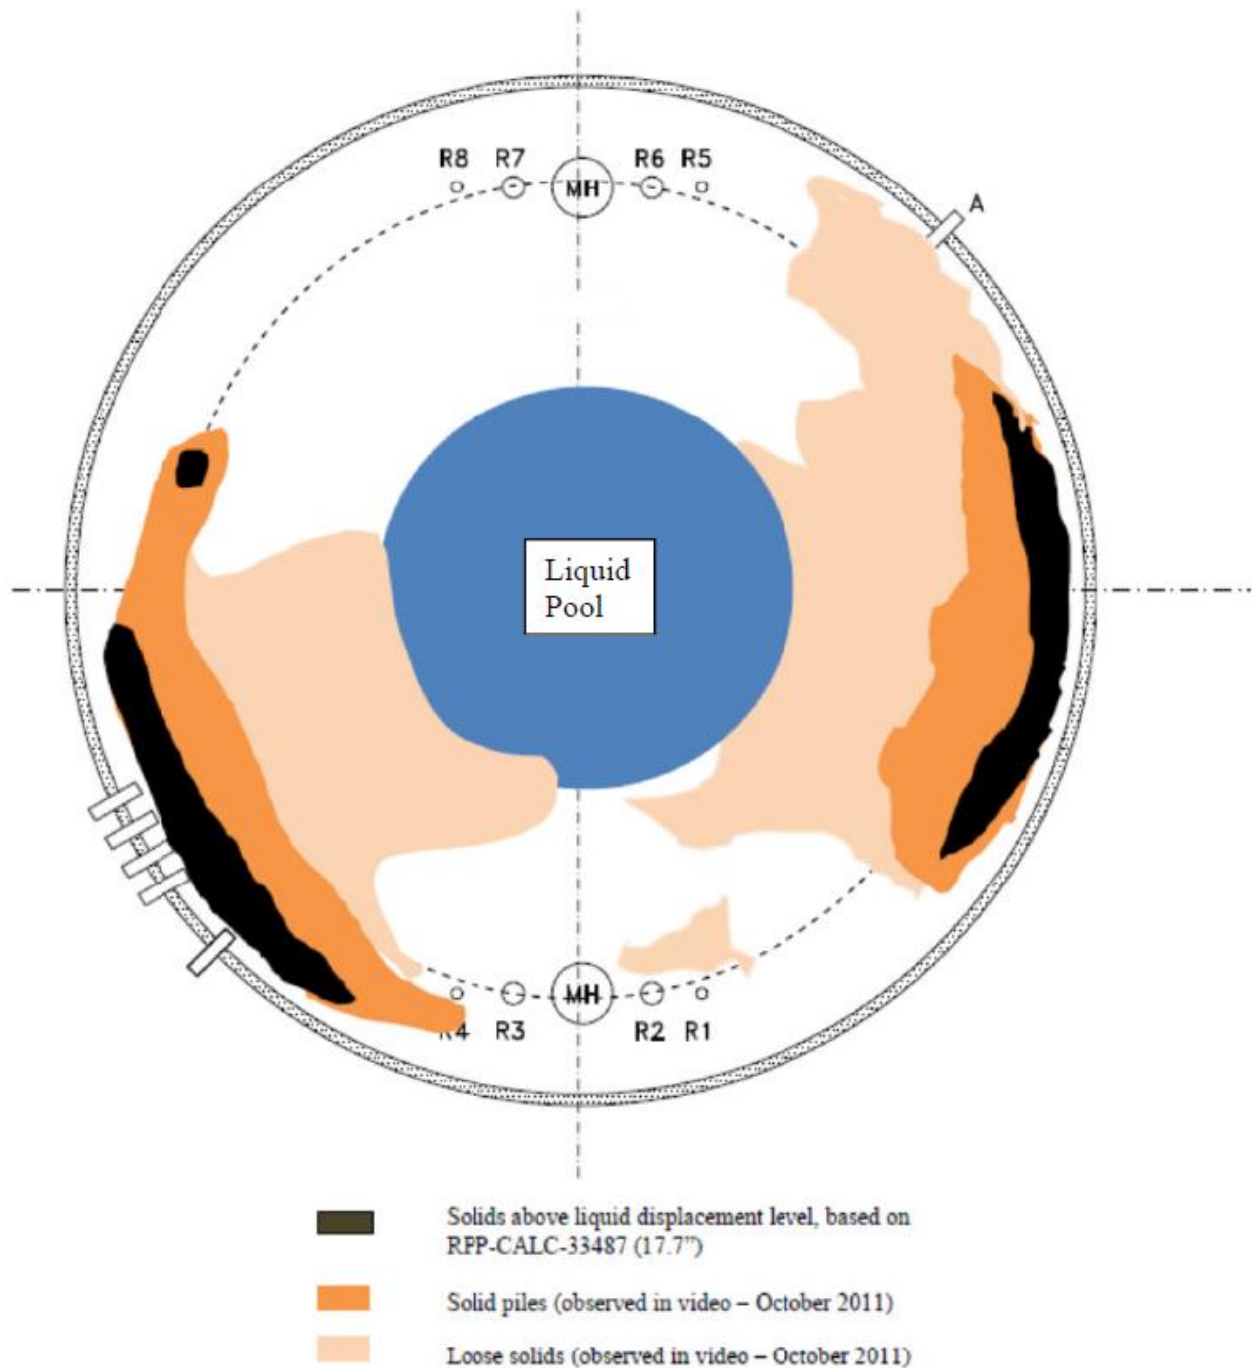 R8 R7 MH R6 R5
A
Liquid
Pool
R4 R3 MH R2 R1
Solids above liquid displacement level, based on
RPP-CALC-33487 (17.7”)
Solid piles (observed in video – October 2011)
Loose solids (observed in video – October 2011)